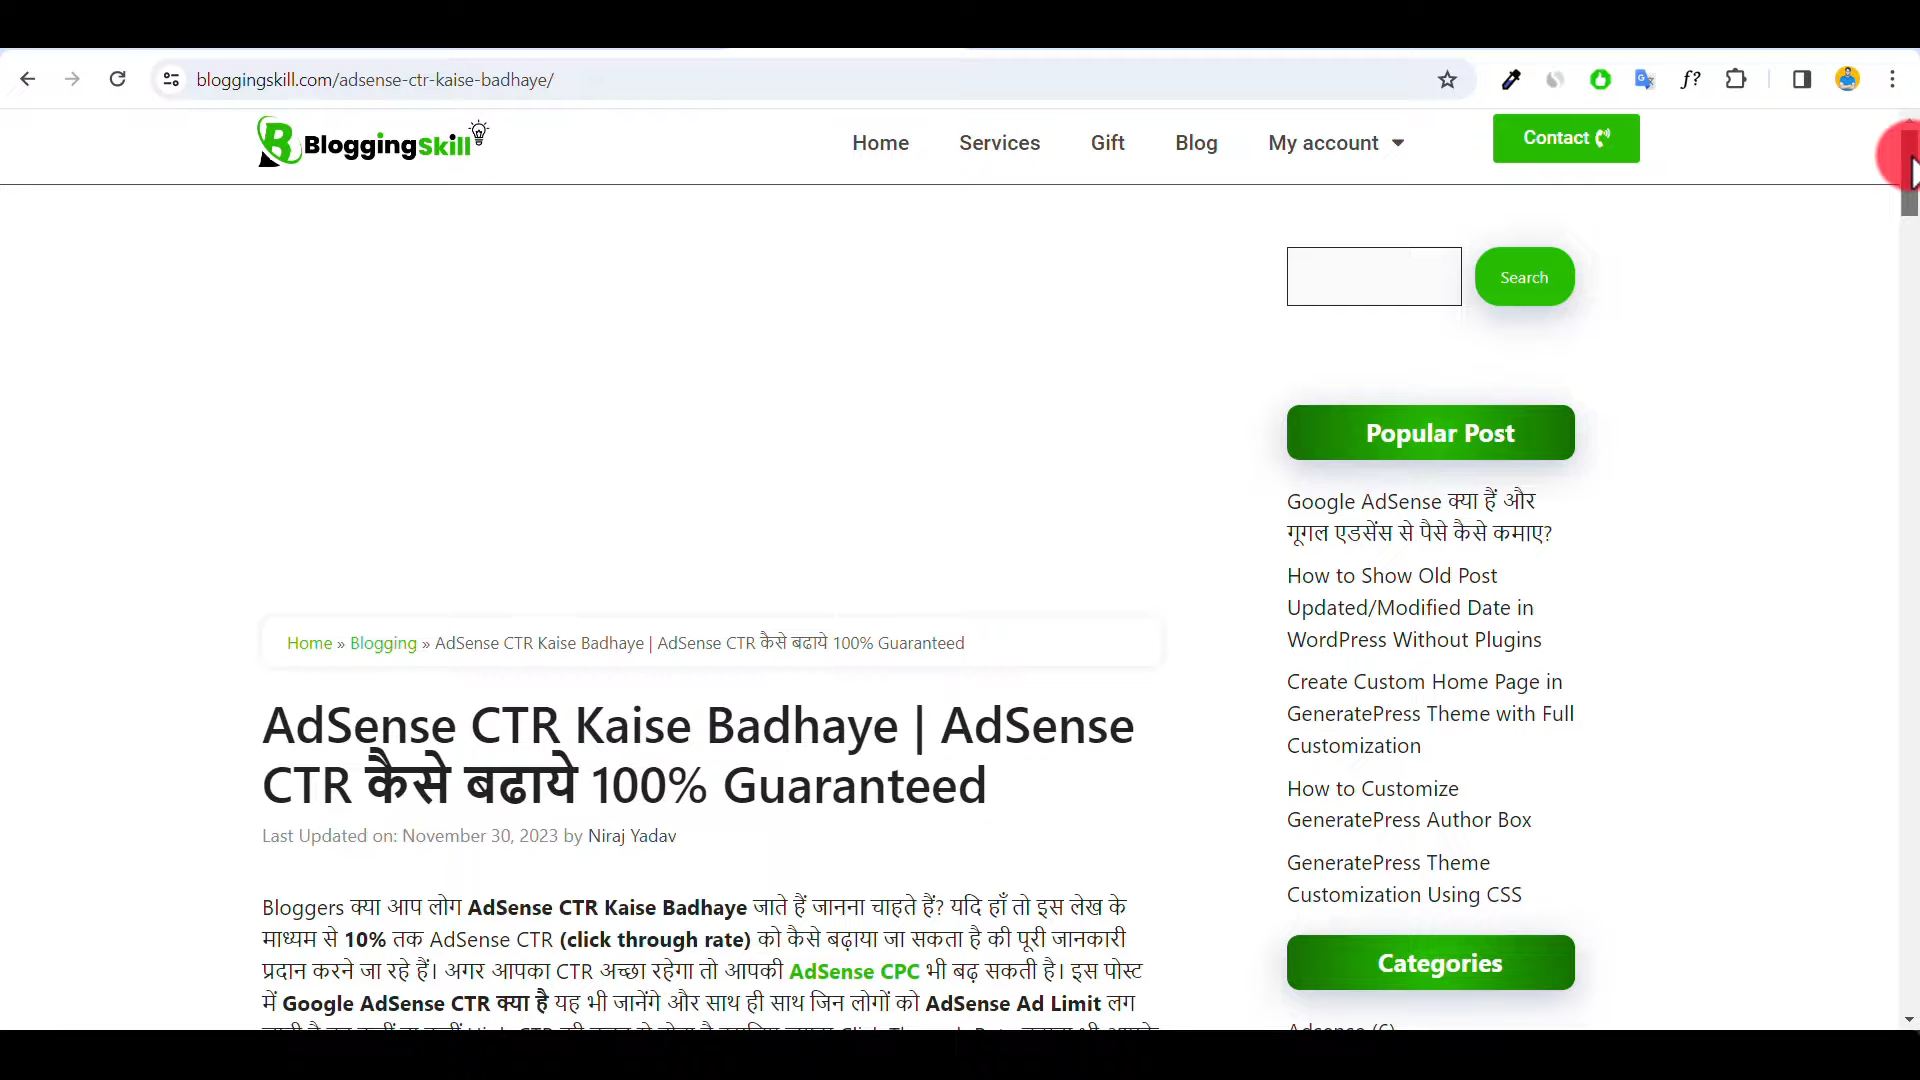 bloggingskill.com/adsense-ctr-kaise-badhaye/
f?
BloggingSkill
Home
Services
Gift
Blog
My account
Contact
Search
Popular Post
Google AdSense क्या हैं और
गूगल एडसेंस से पैसे कैसे कमाए?
How to Show Old Post
Updated/Modified Date in
WordPress Without Plugins
Create Custom Home Page in
GeneratePress Theme with Full
Customization
How to Customize
GeneratePress Author Box
GeneratePress Theme
Customization Using CSS
Categories
Adsense (6)
Home » Blogging » AdSense CTR Kaise Badhaye | AdSense CTR कैसे बढाये 100% Guaranteed
AdSense CTR Kaise Badhaye | AdSense
CTR कैसे बढाये 100% Guaranteed
Last Updated on: November 30, 2023 by Niraj Yadav
Bloggers क्या आप लोग AdSense CTR Kaise Badhaye जाते हैं जानना चाहते हैं? यदि हाँ तो इस लेख के
माध्यम से 10% तक AdSense CTR (click through rate) को कैसे बढ़ाया जा सकता है की पूरी जानकारी
प्रदान करने जा रहे हैं। अगर आपका CTR अच्छा रहेगा तो आपकी AdSense CPC भी बढ़ सकती है। इस पोस्ट
में Google AdSense CTR क्या है यह भी जानेंगे और साथ ही साथ जिन लोगों को AdSense Ad Limit लग